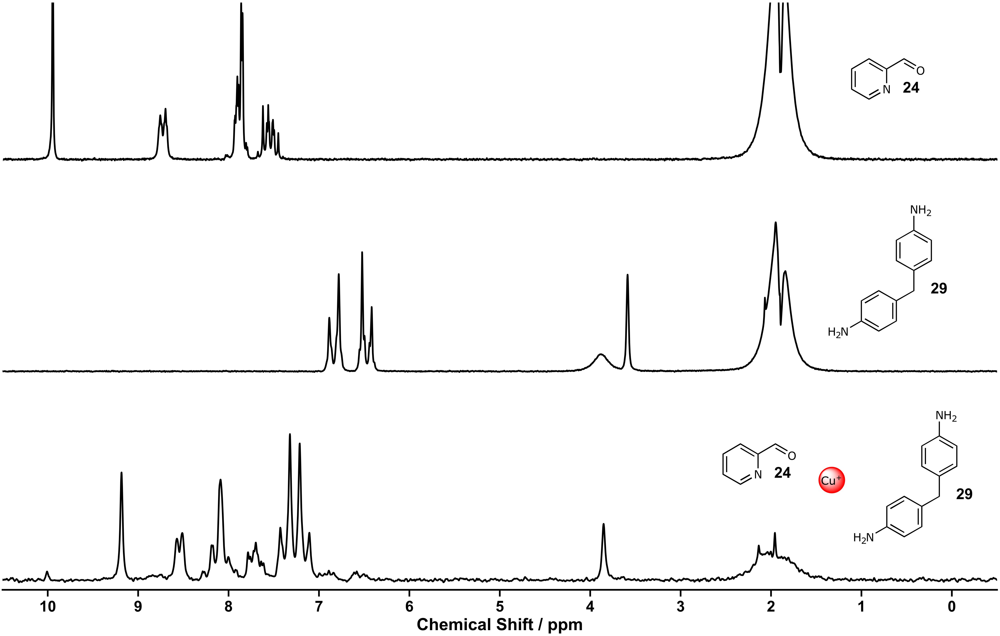 O
N
24
NH2
29
H2N
NH2
O
N
24
Cu+
29
H2N
10 9 8 7 6 5 4 3 2 1 0
Chemical Shift / ppm